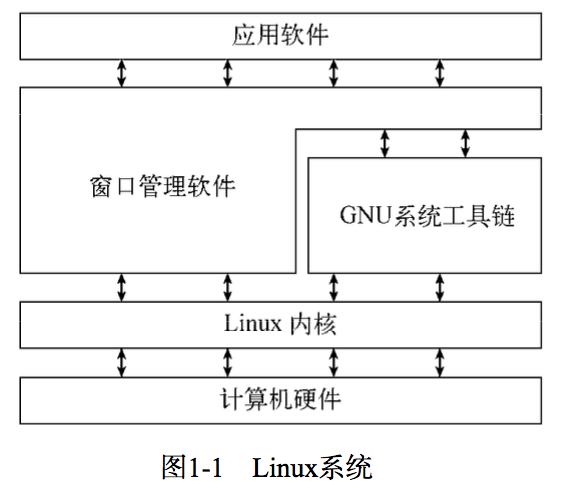 应用软件
窗口管理软件
GNU系统工具链
Linux 内核
计算机硬件
图1-1 Linux系统